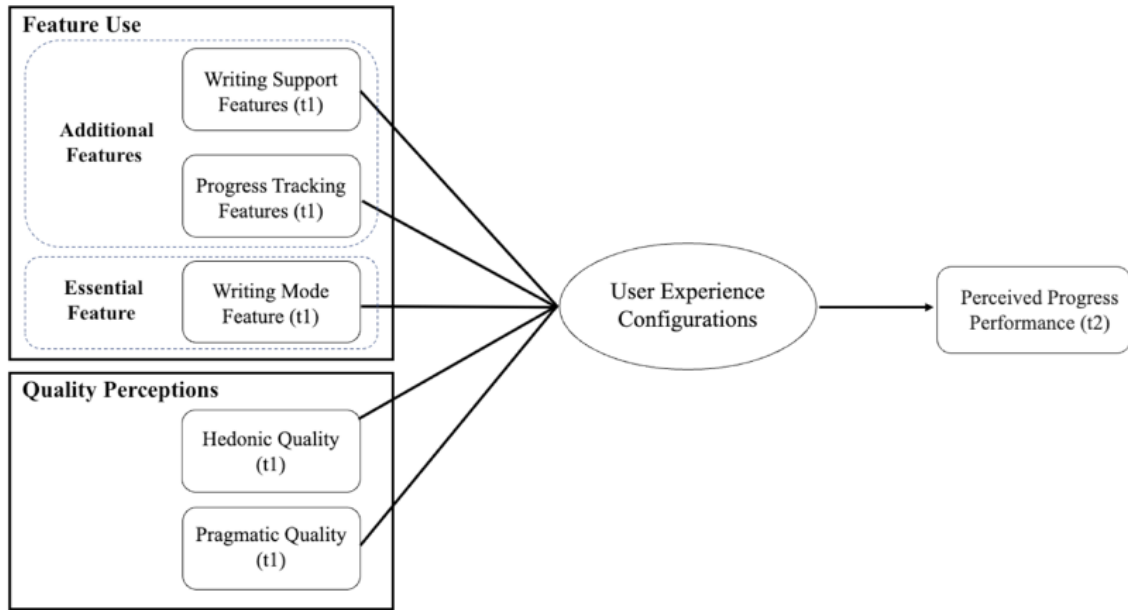 Feature Use
Writing Support
Features (t1)
Additional
Features
Progress Tracking
Features (t1)
Essential
Feature
Writing Mode
Feature (t1)
User Experience
Configurations
Perceived Progress
Performance (t2)
Quality Perceptions
Hedonic Quality
(t1)
Pragmatic Quality
(t1)